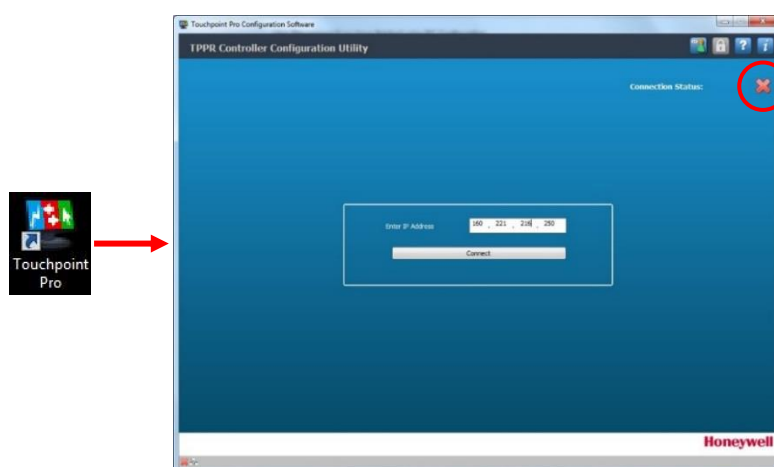 Touchpoint Pro Configuration Software
TPPR Controller Configuration Utility
Connection Status:
Enter IP Address 160 . 221 . 216 . 250
Connect
Touchpoint
Pro
Honeywell